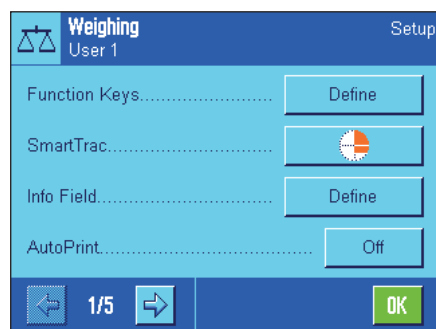 Weighing
Setup
User 1
Function Keys........................ Define
SmartTrac..............................
Info Field................................ Define
AutoPrint...................................... Off
1/5
OK